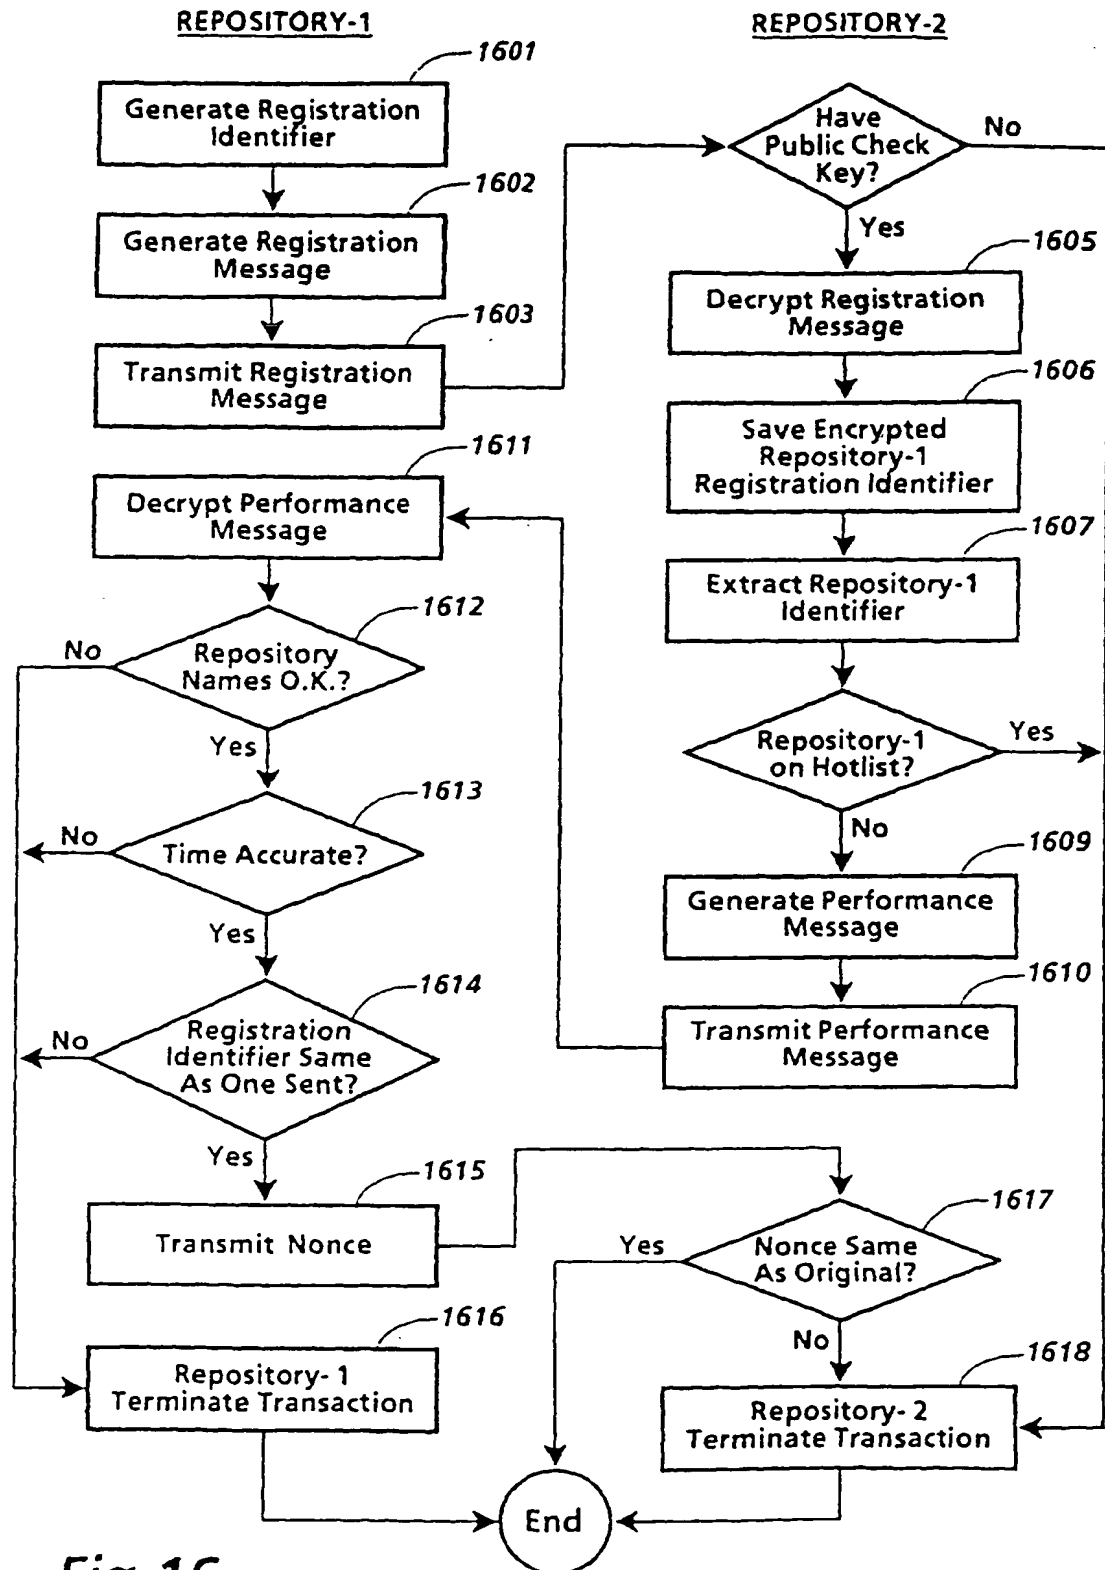 REPOSITORY-1
1601
Generate Registration
Identifier
1602
Generate Registration
Message
1603
Transmit Registration
Message
1611
Decrypt Performance
Message
1612
Repository
Names O.K.?
No
Yes
1613
Time Accurate?
No
Yes
1614
Registration
Identifier Same
As One Sent?
No
Yes
1615
Transmit Nonce
1616
Repository-1
Terminate Transaction
REPOSITORY-2
Have
Public Check
Key?
No
Yes
1605
Decrypt Registration
Message
1606
Save Encrypted
Repository-1
Registration Identifier
1607
Extract Repository-1
Identifier
Repository-1
on Hotlist?
Yes
No
1609
Generate Performance
Message
1610
Transmit Performance
Message
1617
Nonce Same
As Original?
Yes
No
1618
Repository-2
Terminate Transaction
End